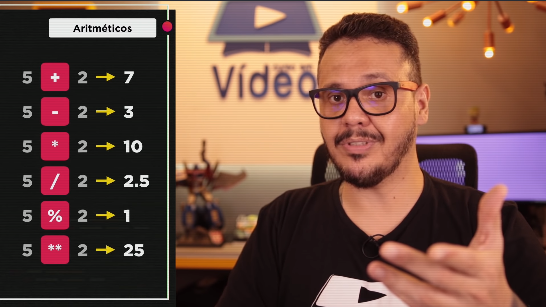 Aritméticos
5 + 2 → 7
5 - 2 → 3
5 * 2 → 10
5 / 2 → 2.5
5 % 2 → 1
5 ** 2 → 25
Vídeo